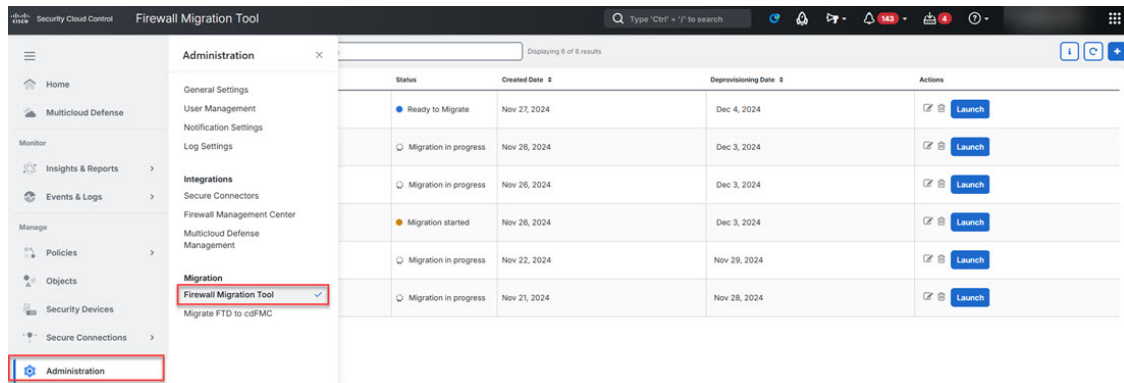 cisco Security Cloud Control Firewall Migration Tool Type 'Ctrl' + '/' to search 143 4
Administration
Displaying 6 of 6 results
Home
Multicloud Defense
Monitor
Insights & Reports
Events & Logs
Manage
Policies
Objects
Security Devices
Secure Connections
Administration
General Settings
User Management
Notification Settings
Log Settings
Integrations
Secure Connectors
Firewall Management Center
Multicloud Defense
Management
Migration
Firewall Migration Tool
Migrate FTD to cdFMC
Status Created Date Deprovisioning Date Actions
Ready to Migrate Nov 27, 2024 Dec 4, 2024 Launch
Migration in progress Nov 26, 2024 Dec 3, 2024 Launch
Migration in progress Nov 26, 2024 Dec 3, 2024 Launch
Migration started Nov 26, 2024 Dec 3, 2024 Launch
Migration in progress Nov 22, 2024 Nov 29, 2024 Launch
Migration in progress Nov 21, 2024 Nov 28, 2024 Launch